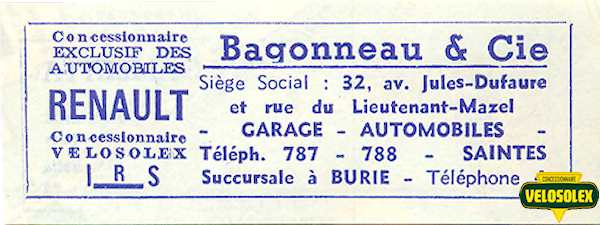 Concessionnaire
EXCLUSIF DES
AUTOMOBILES
RENAULT
Concessionnaire
VELOSOLEX
I R S
Bagonneau & Cie
Siège Social : 32, av. Jules-Dufaure
et rue du Lieutenant-Mazel
- GARAGE - AUTOMOBILES -
Téléph. 787 - 788 - SAINTES
Succursale à BURIE - Téléphone
CONCESSIONNAIRE
VELOSOLEX